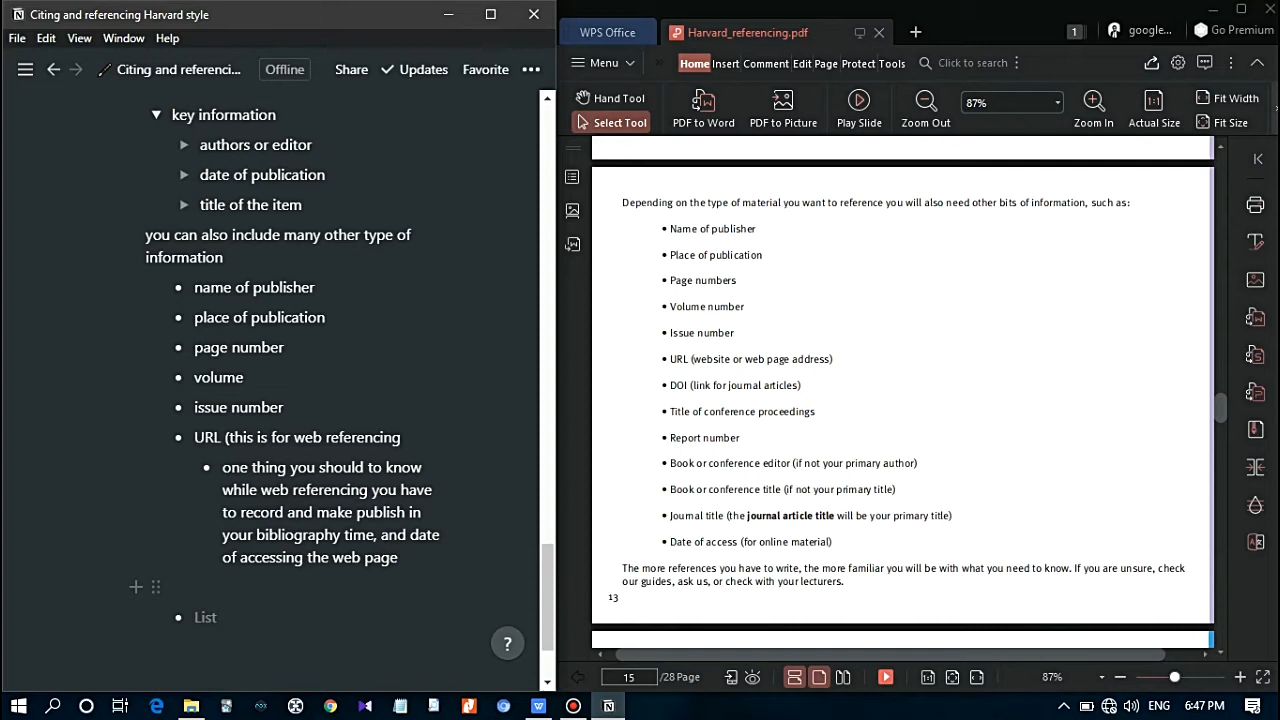 Citing and referencing Harvard style
File Edit View Window Help
Citing and referenci... Offline Share Updates Favorite
key information
authors or editor
date of publication
title of the item
you can also include many other type of
information
name of publisher
place of publication
page number
volume
issue number
URL (this is for web referencing
one thing you should to know
while web referencing you have
to record and make publish in
your bibliography time, and date
of accessing the web page
List
?
WPS Office Harvard_referencing.pdf 1 google... Go Premium
Menu Home Insert Comment Edit Page Protect Tools Click to search
Hand Tool
Select Tool
PDF to Word PDF to Picture Play Slide Zoom Out 87% Zoom In Actual Size Fit Width
Fit Size
Depending on the type of material you want to reference you will also need other bits of information, such as:
• Name of publisher
• Place of publication
• Page numbers
• Volume number
• Issue number
• URL (website or web page address)
• DOI (link for journal articles)
• Title of conference proceedings
• Report number
• Book or conference editor (if not your primary author)
• Book or conference title (if not your primary title)
• Journal title (the journal article title will be your primary title)
• Date of access (for online material)
The more references you have to write, the more familiar you will be with what you need to know. If you are unsure, check
our guides, ask us, or check with your lecturers.
13
15 /28 Page 87%
6:47 PM